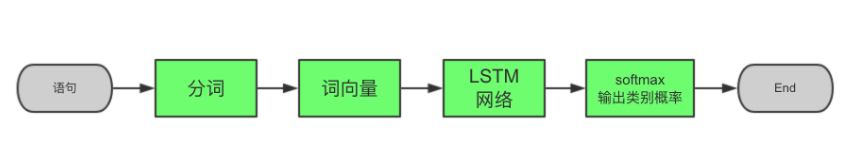 语句
分词
词向量
LSTM
网络
softmax
输出类别概率
End